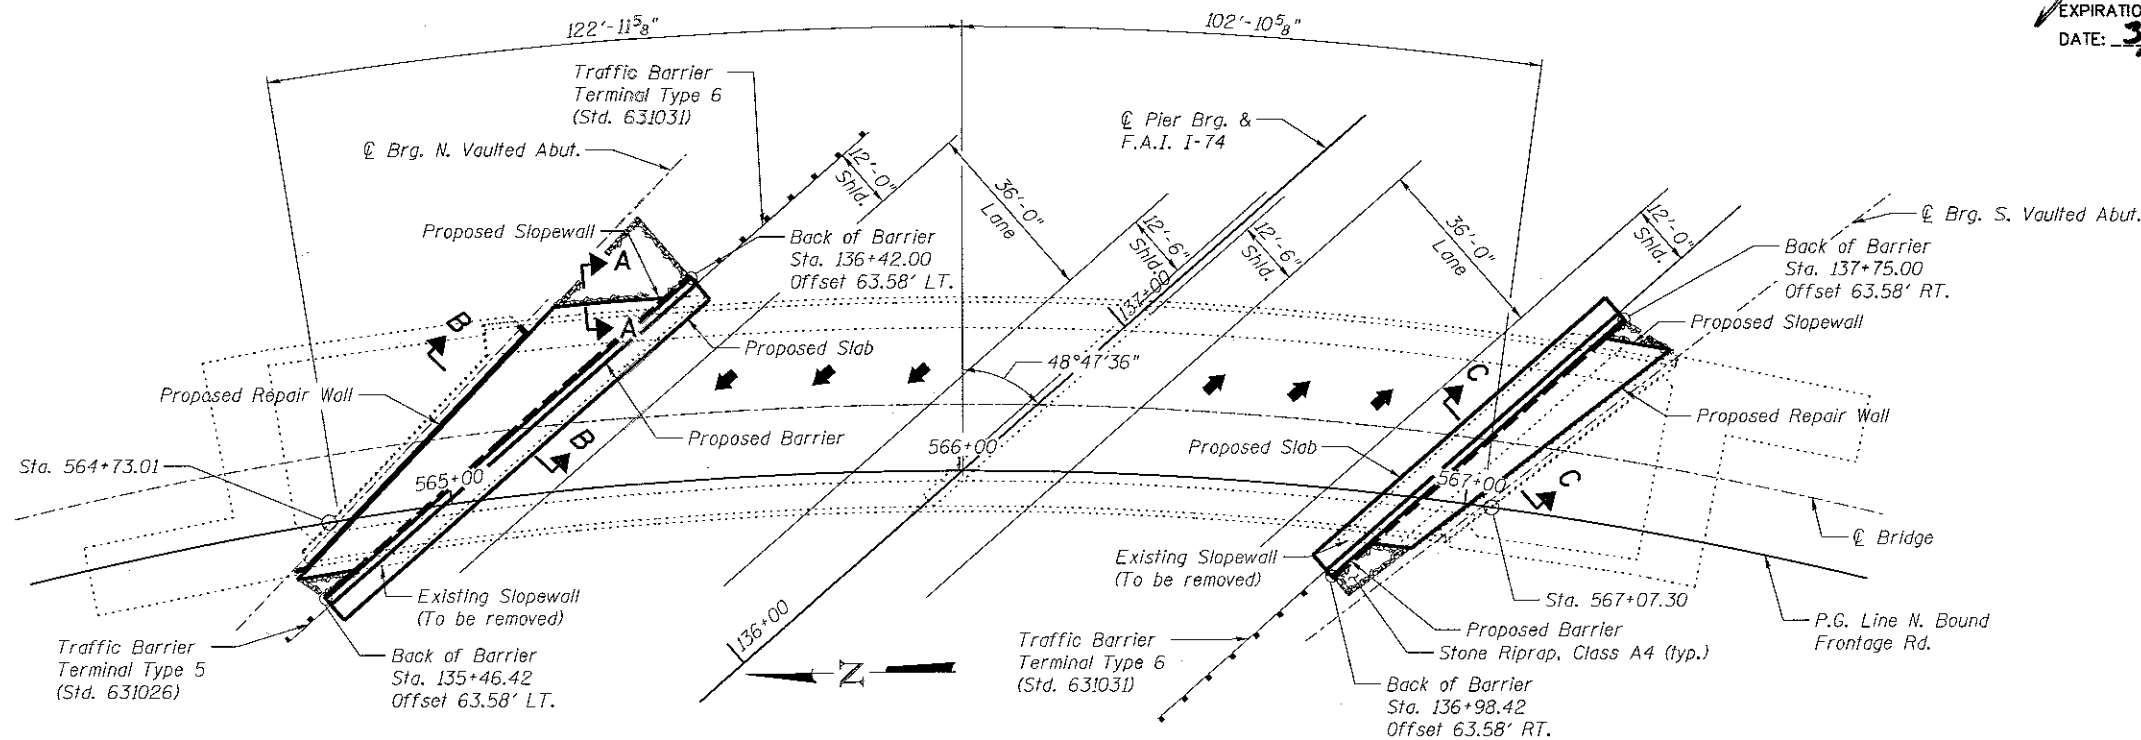 EXPIRATIO
DATE:
122'-11 5/8"
102'-10 5/8"
Traffic Barrier
Terminal Type 6
(Std. 631031)
℄ Brg. N. Vaulted Abut.
℄ Pier Brg. &
F.A.I. I-74
12'-0"
Shld.
36'-0"
Lane
12'-6"
Shld.
12'-6"
Shld.
36'-0"
Lane
12'-0"
Shld.
℄ Brg. S. Vaulted Abut.
Proposed Slopewall
A
A
Back of Barrier
Sta. 136+42.00
Offset 63.58' LT.
Back of Barrier
Sta. 137+75.00
Offset 63.58' RT.
137+00
B
Proposed Slab
48°47'36"
Proposed Slopewall
C
Proposed Repair Wall
Proposed Repair Wall
Proposed Barrier
B
Proposed Slab
566+00
Sta. 564+73.01
565+00
567+00
C
℄ Bridge
Existing Slopewall
(To be removed)
Existing Slopewall
(To be removed)
Sta. 567+07.30
P.G. Line N. Bound
Frontage Rd.
136+00
Traffic Barrier
Terminal Type 5
(Std. 631026)
Back of Barrier
Sta. 135+46.42
Offset 63.58' LT.
N
Traffic Barrier
Terminal Type 6
(Std. 631031)
Proposed Barrier
Stone Riprap, Class A4 (typ.)
Back of Barrier
Sta. 136+98.42
Offset 63.58' RT.